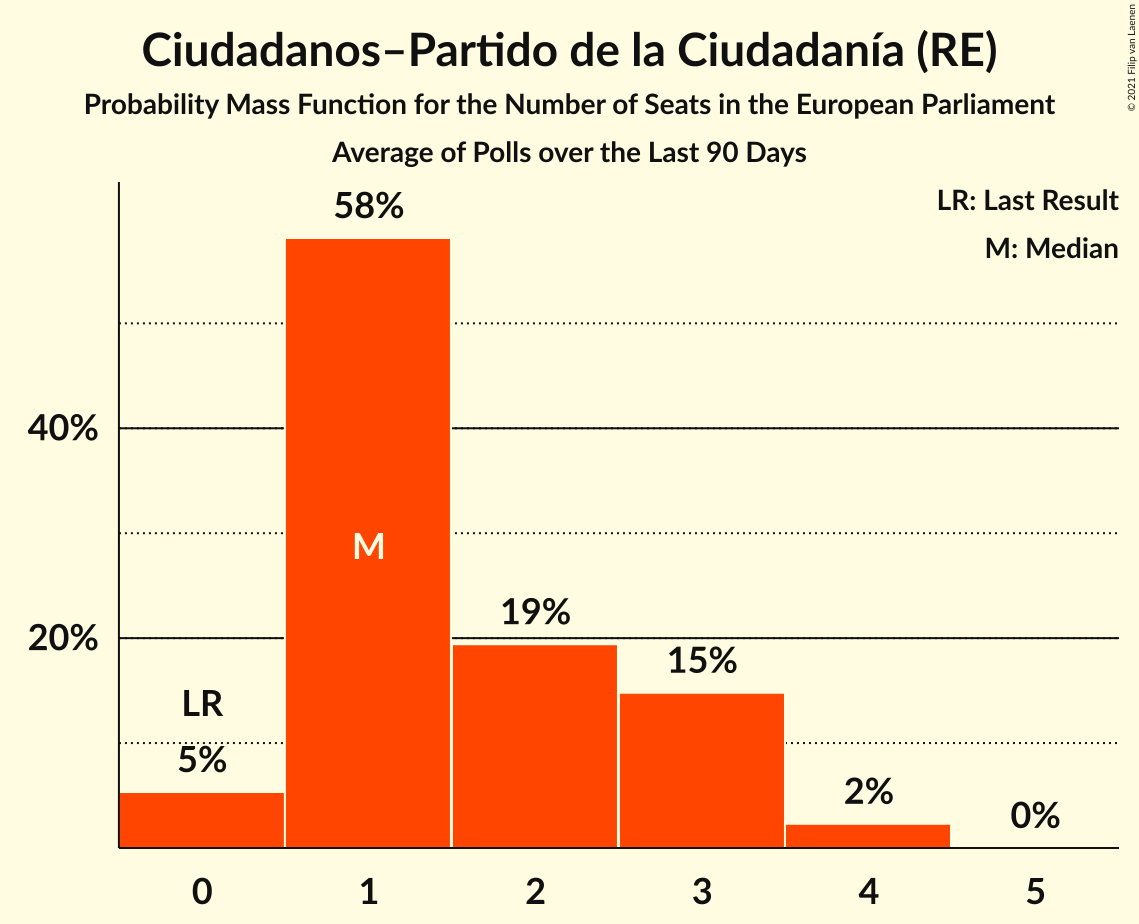 Ciudadanos–Partido de la Ciudadanía (RE)
Probability Mass Function for the Number of Seats in the European Parliament
Average of Polls over the Last 90 Days
© 2021 Filip van Laenen
LR: Last Result
M: Median
58%
40%
M
19%
20%
15%
LR
5%
2%
0%
0 1 2 3 4 5